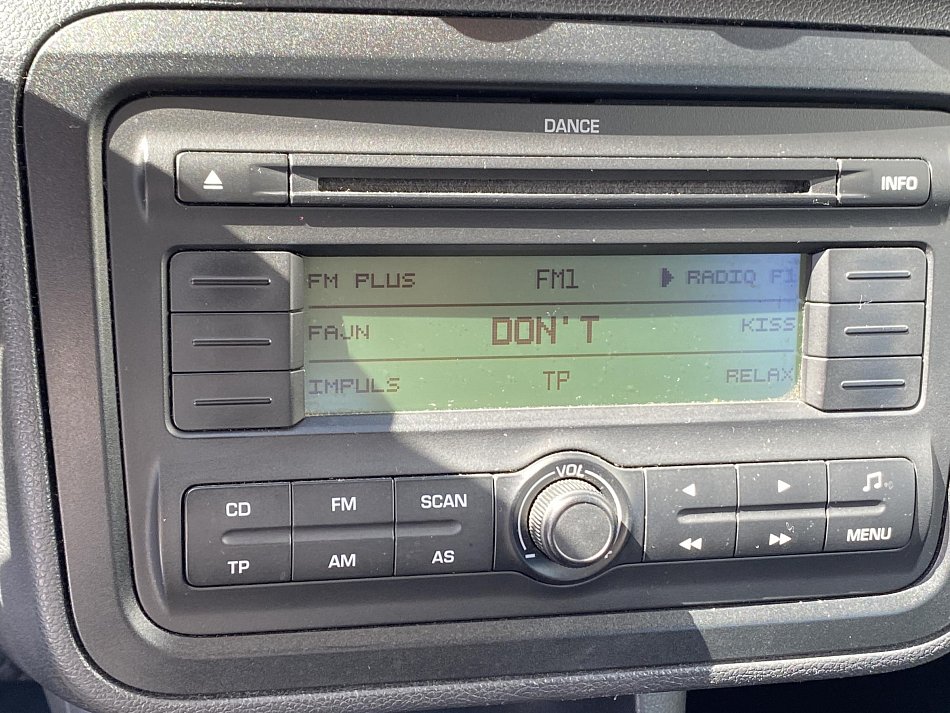 DANCE
INFO
FM PLUS FM1 RADIO F1
FAJN DON'T KISS
IMPULS TP RELAX
VOL
CD FM SCAN
TP AM AS MENU